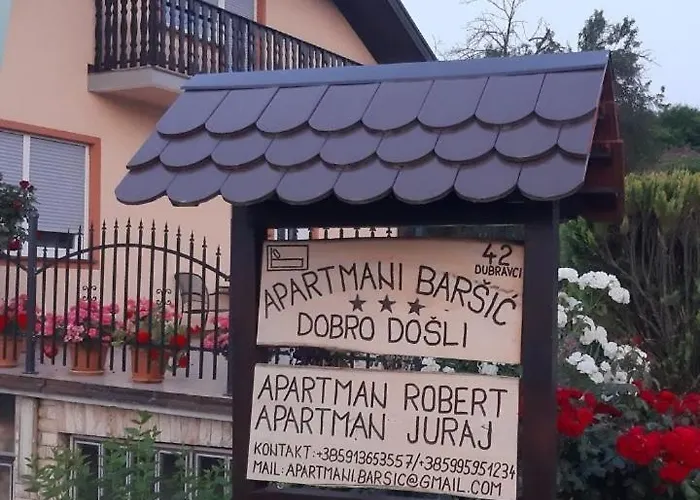 42
DUBRAVCI
APARTMANI BARŠIĆ
DOBRO DOŠLI
APARTMAN ROBERT
APARTMAN JURAJ
KONTAKT:+385913653557/+385995951234
MAIL:APARTMANI.BARSIC@GMAIL.COM